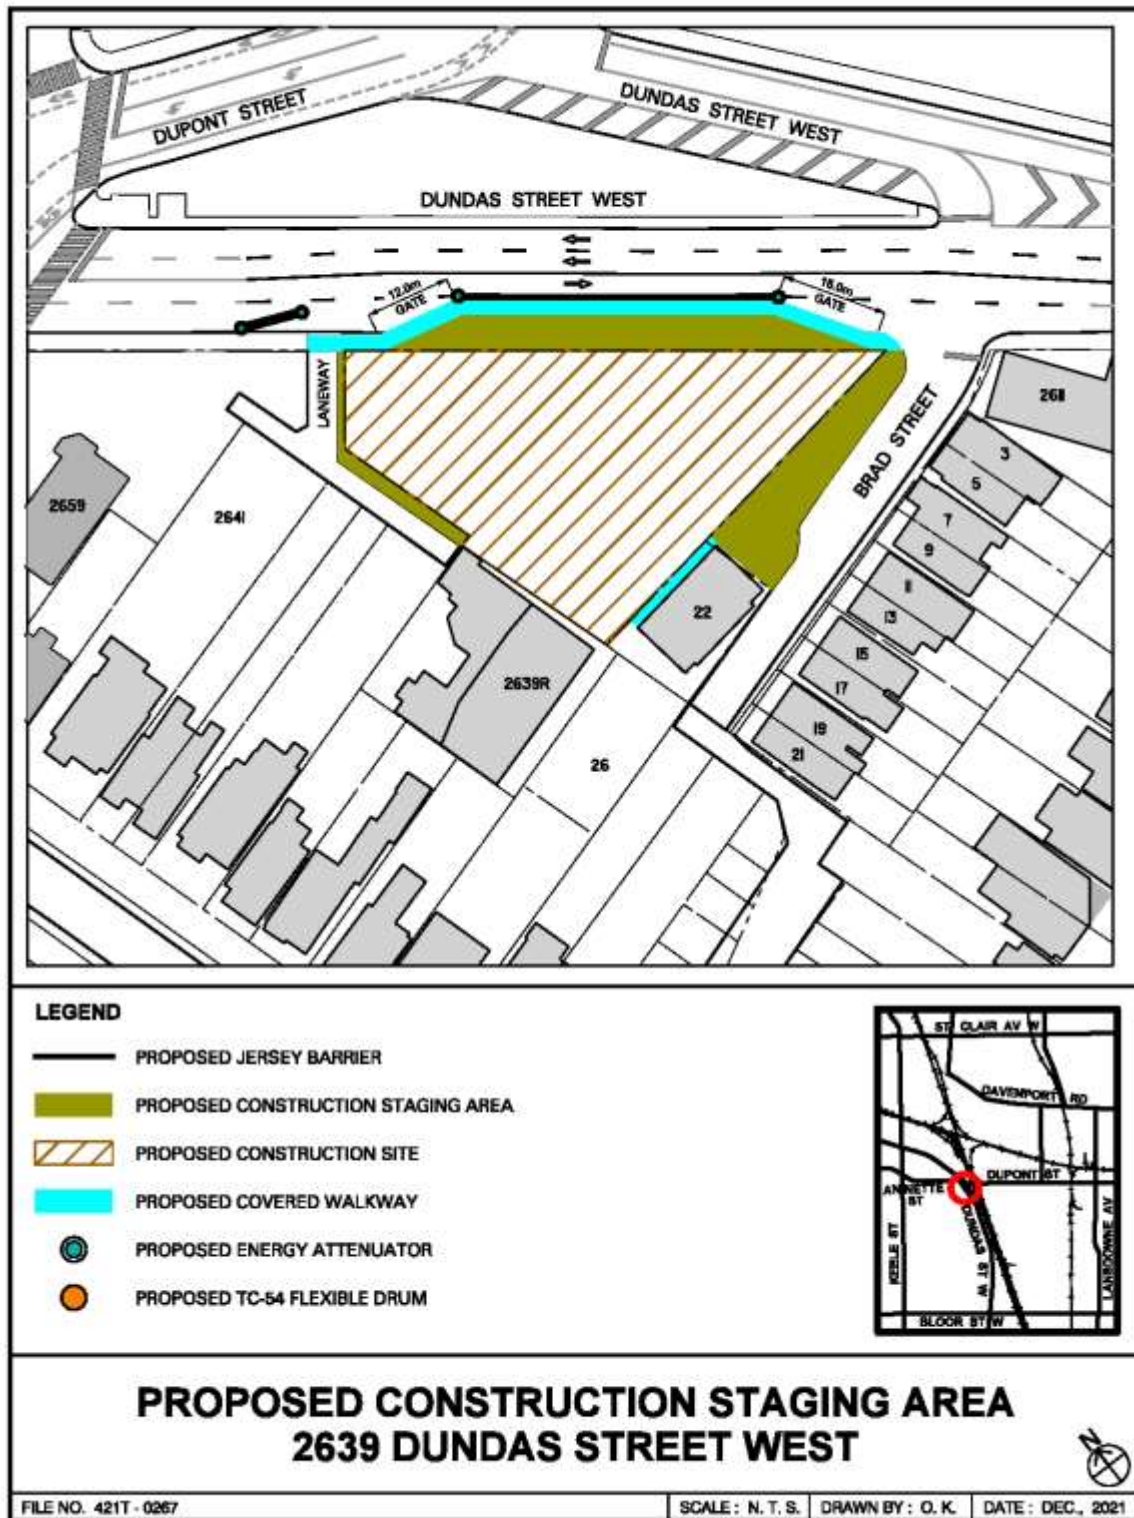 DUPONT STREET
DUNDAS STREET WEST
DUNDAS STREET WEST
12.0m
GATE
GATE
LANEWAY
BRAD STREET
2659
2641
2639R
22
26
2611
3
5
7
9
11
13
15
17
19
21
LEGEND
PROPOSED JERSEY BARRIER
PROPOSED CONSTRUCTION STAGING AREA
PROPOSED CONSTRUCTION SITE
PROPOSED COVERED WALKWAY
PROPOSED ENERGY ATTENUATOR
PROPOSED TC-54 FLEXIBLE DRUM
ST CLAIR AV W
DAVENPORT RD
DUPONT ST
ANNETTE ST
KEELE ST
DUNDAS ST W
LANSDOWNE AV
BLOOR ST W
PROPOSED CONSTRUCTION STAGING AREA
2639 DUNDAS STREET WEST
N
FILE NO. 421T - 0267
SCALE : N. T. S.
DRAWN BY : O. K.
DATE : DEC., 2021